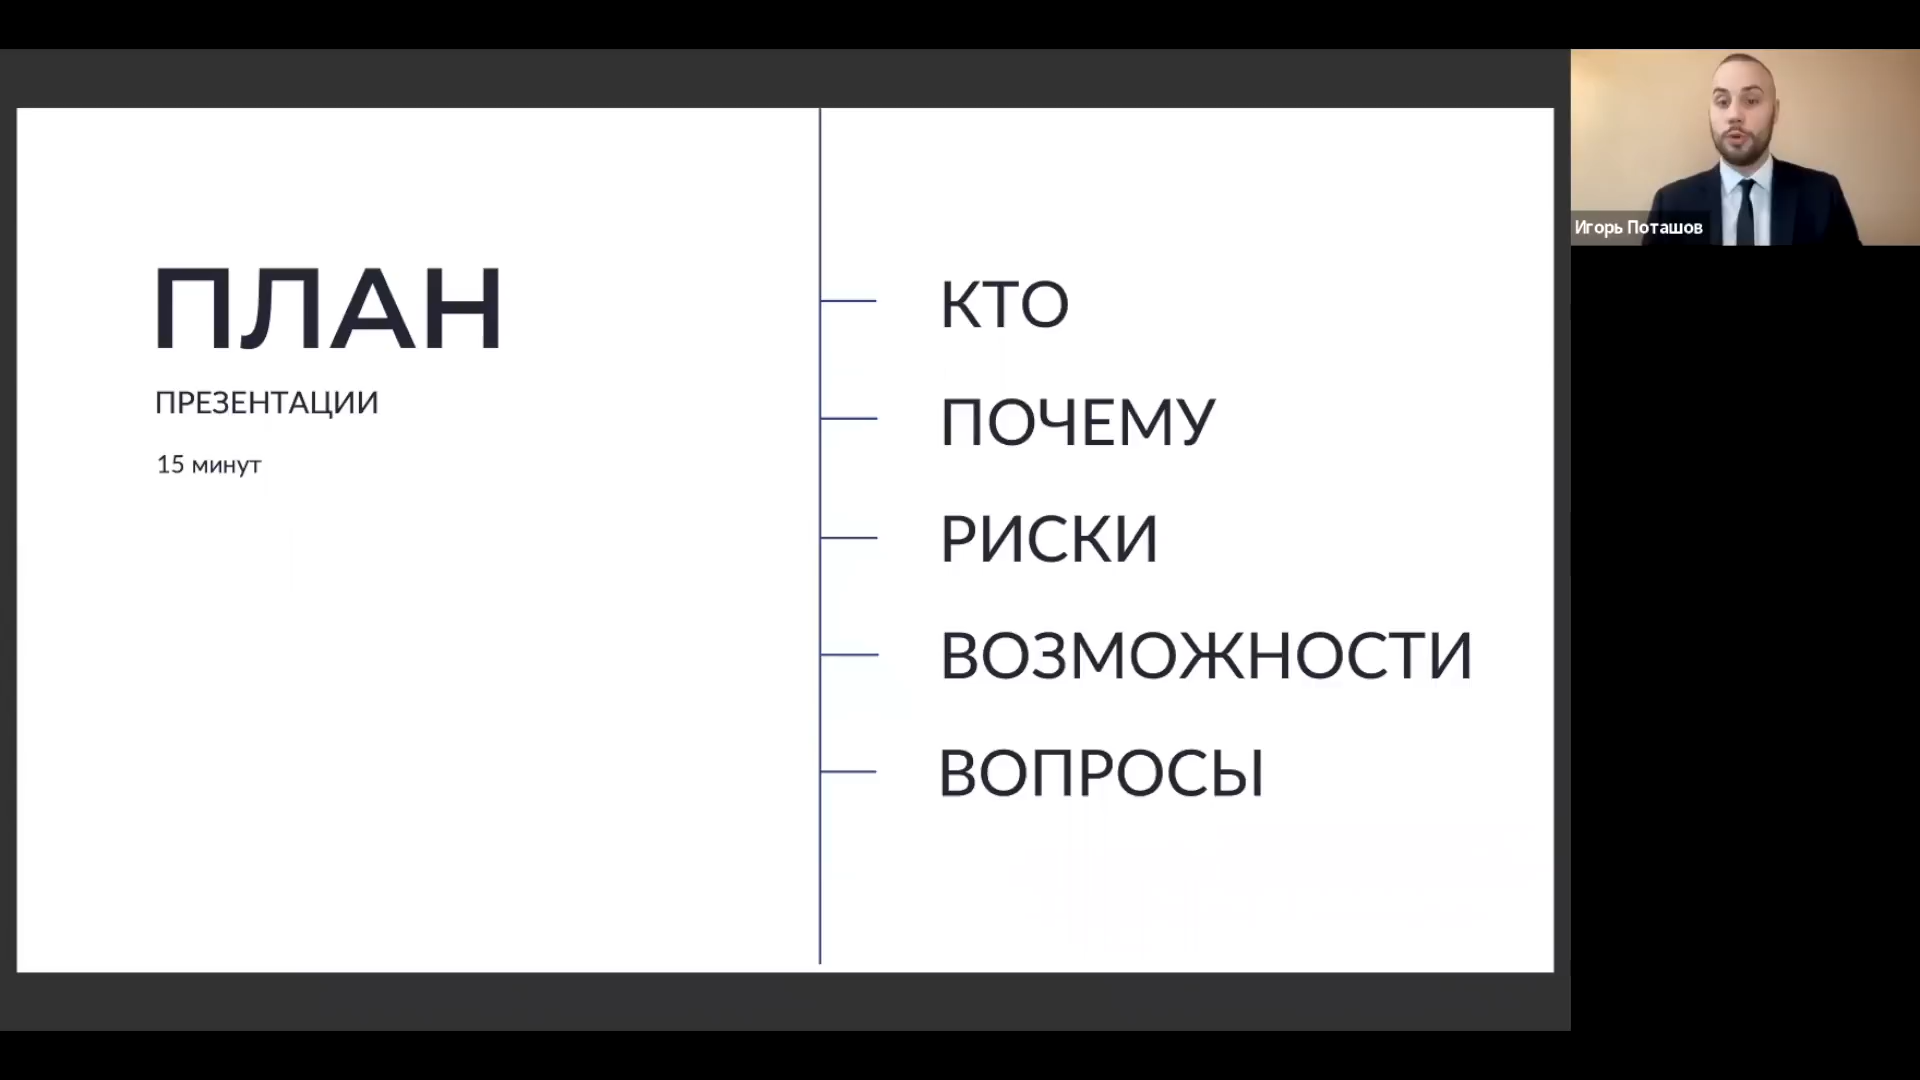 ПЛАН
ПРЕЗЕНТАЦИИ
15 минут
КТО
ПОЧЕМУ
РИСКИ
ВОЗМОЖНОСТИ
ВОПРОСЫ
Игорь Поташов